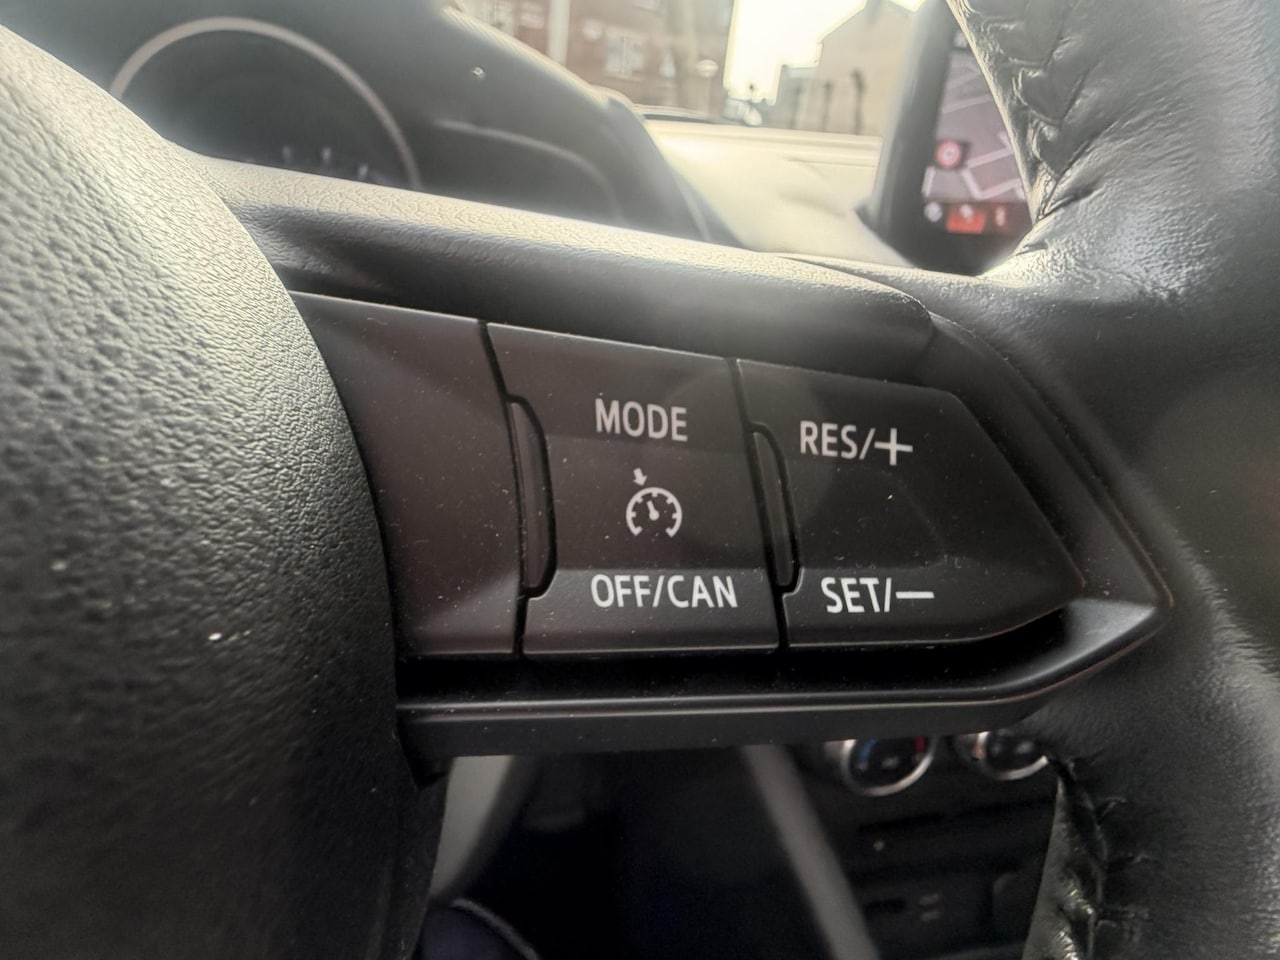 MODE
RES/+
OFF/CAN
SET/—